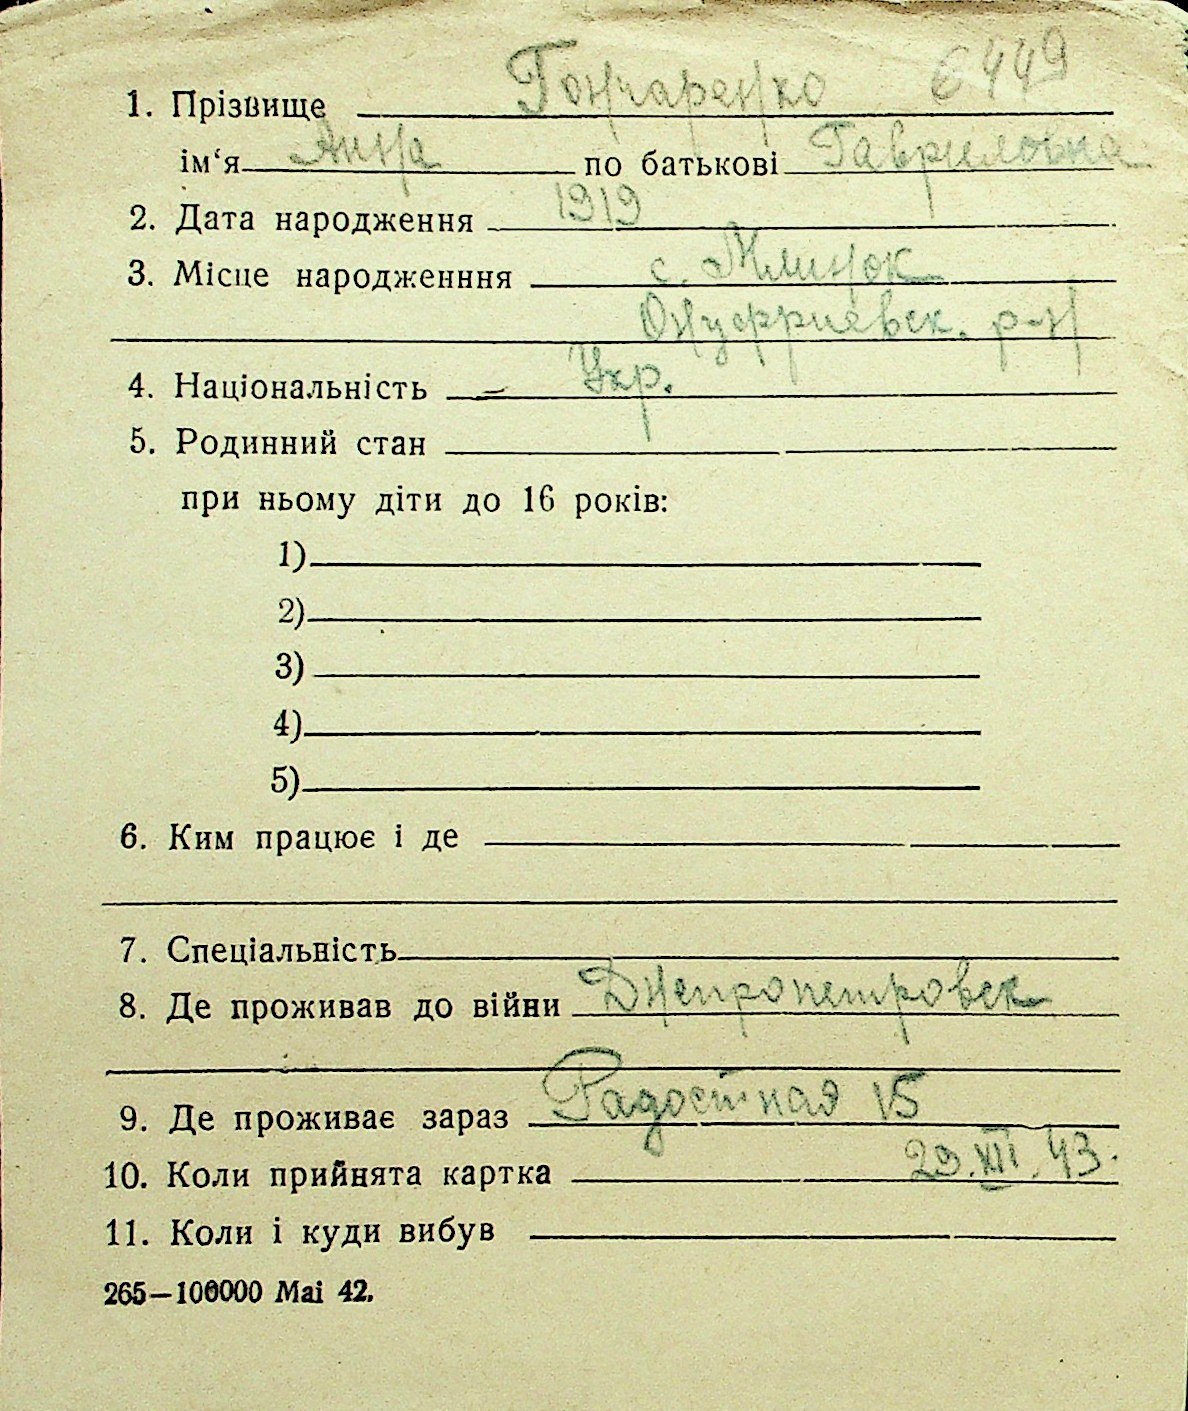 1. Прізвище Гончаренко 6449
ім‘я Анна по батькові Гавриловна
2. Дата народження 1919
3. Місце народженння с. Млинок
Онуфриевск. р-н
4. Національність Укр.
5. Родинний стан
при ньому діти до 16 років:
1)
2)
3)
4)
5)
6. Ким працює і де
7. Спеціальність
8. Де проживав до війни Днепропетровск
9. Де проживає зараз Радостная 15
10. Коли прийнята картка 29.XII.43.
11. Коли і куди вибув
265—100000 Mai 42.